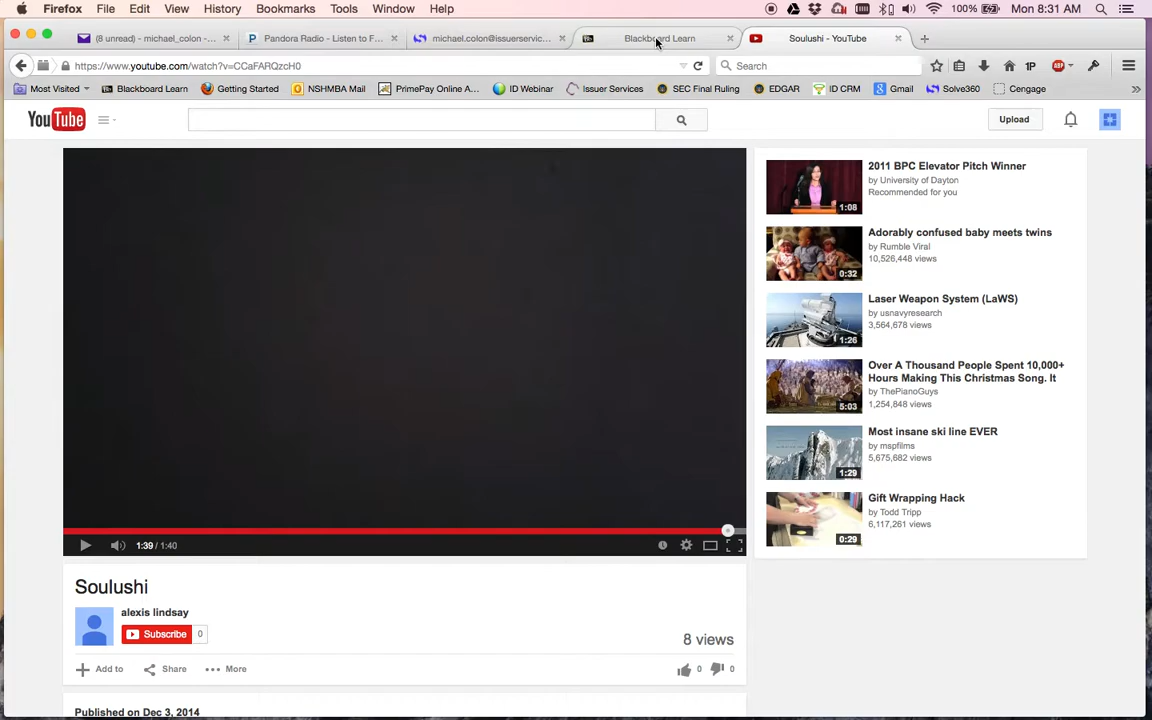 Firefox File Edit View History Bookmarks Tools Window Help 100% Mon 8:31 AM
(8 unred) - michael_colon - Pandora Radio - Listen to F... michael.colon@issuerservic... Blackboard Learn Soulushi - YouTube
https://www.youtube.com/watch?v=CCaFARQzcH0 Search 1P ABP
Most Visited Blackboard Learn Getting Started NSHMBA Mail PrimePay Online A... ID Webinar Issuer Services SEC Final Ruling EDGAR ID CRM Gmail Solve360 Cengage
YouTube Upload
2011 BPC Elevator Pitch Winner
by University of Dayton
Recommended for you
1:08
Adorably confused baby meets twins
by Rumble Viral
10,526,448 views
0:32
Laser Weapon System (LaWS)
by usnavyresearch
3,564,678 views
1:26
Over A Thousand People Spent 10,000+
Hours Making This Christmas Song. It
by ThePianoGuys
1,254,848 views
5:03
Most insane ski line EVER
by mspfilms
5,675,682 views
1:29
Gift Wrapping Hack
by Todd Tripp
6,117,261 views
0:29
1:39 / 1:40
Soulushi
alexis lindsay
Subscribe 0
8 views
Add to Share More 0 0
Published on Dec 3, 2014